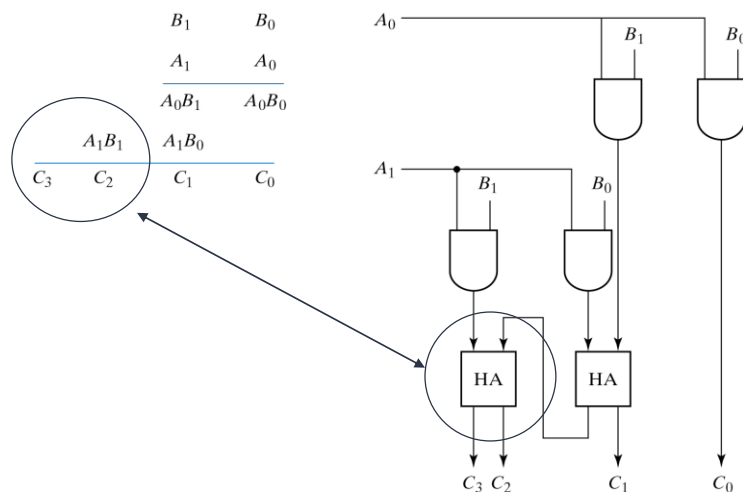 B₁ B₀
A₁ A₀
A₀B₁ A₀B₀
A₁B₁ A₁B₀
C₃ C₂ C₁ C₀
A₀
B₁ B₀
A₁
B₁ B₀
HA HA
C₃ C₂ C₁ C₀